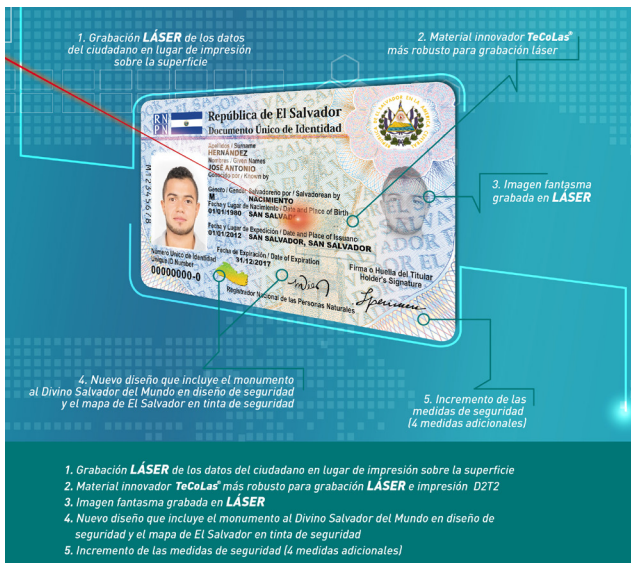 1. Grabación LÁSER de los datos
del ciudadano en lugar de impresión
sobre la superficie
2. Material innovador TeCoLas®
más robusto para grabación láser
RN
PN
República de El Salvador
Documento Único de Identidad
Apellidos / Surname
HERNÁNDEZ
Nombres / Given Names
JOSE ANTONIO
Conocido por / Known by
Genero / Gender Salvadoreño por / Salvadorean by
M NACIMIENTO
Fecha y Lugar de Nacimiento / Date and Place of Birth
01/01/1980 SAN SALVAD
Fecha y Lugar de Expedición / Date and Place of Issuance
01/01/2012 SAN SALVADOR, SAN SALVADOR
Fecha de Expiración / Date of Expiration
31/12/2017
Número Unico de Identidad
Unique ID Number
00000000-0
Registrador Nacional de las Personas Naturales
Firma o Huella del Titular
Holder's Signature
Specimen
3. Imagen fantasma
grabada en LÁSER
4. Nuevo diseño que incluye el monumento
al Divino Salvador del Mundo en diseño de seguridad
y el mapa de El Salvador en tinta de seguridad
5. Incremento de las
medidas de seguridad
(4 medidas adicionales)
1. Grabación LÁSER de los datos del ciudadano en lugar de impresión sobre la superficie
2. Material innovador TeCoLas® más robusto para grabación LÁSER e impresión D2T2
3. Imagen fantasma grabada en LÁSER
4. Nuevo diseño que incluye el monumento al Divino Salvador del Mundo en diseño de
seguridad y el mapa de El Salvador en tinta de seguridad
5. Incremento de las medidas de seguridad (4 medidas adicionales)